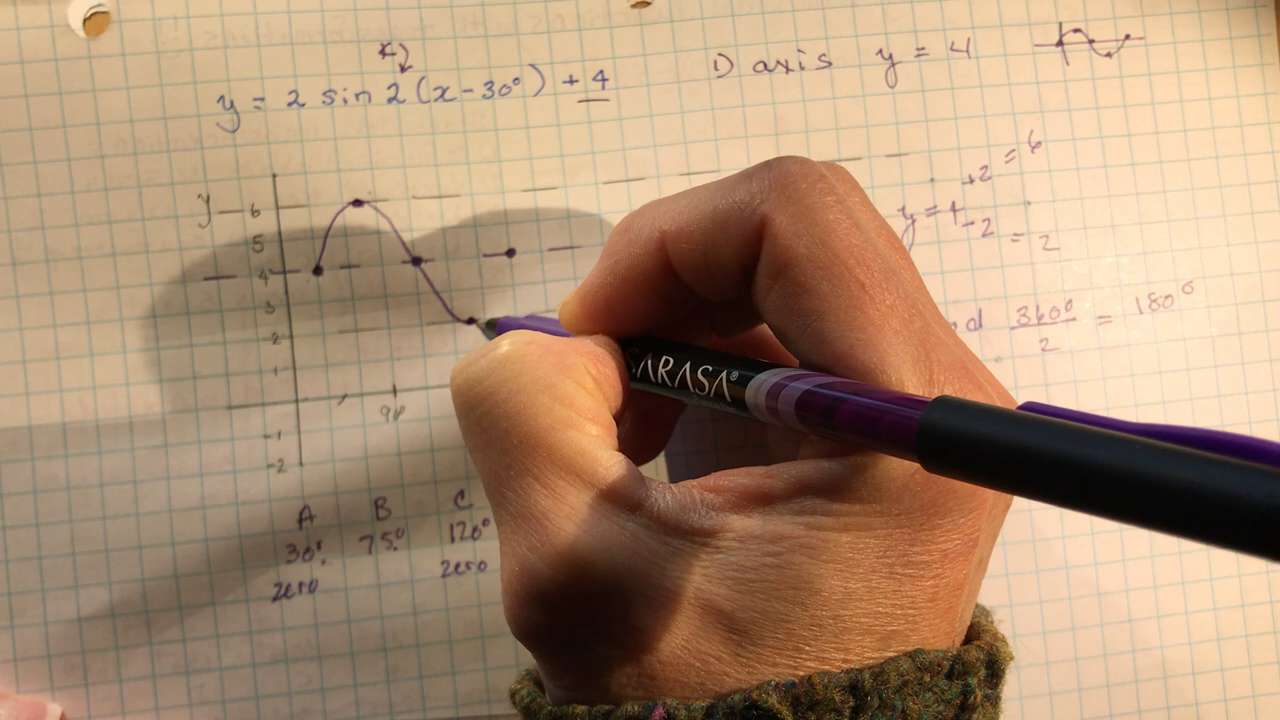 k
y = 2 sin 2 (x - 30°) + 4
1) axis y = 4
+2 = 6
y = 4
-2 = 2
360° / 2 = 180°
y
6
5
4
3
2
1
-1
-2
90
A B C
30° 75° 120°
zero zero
SARASA®